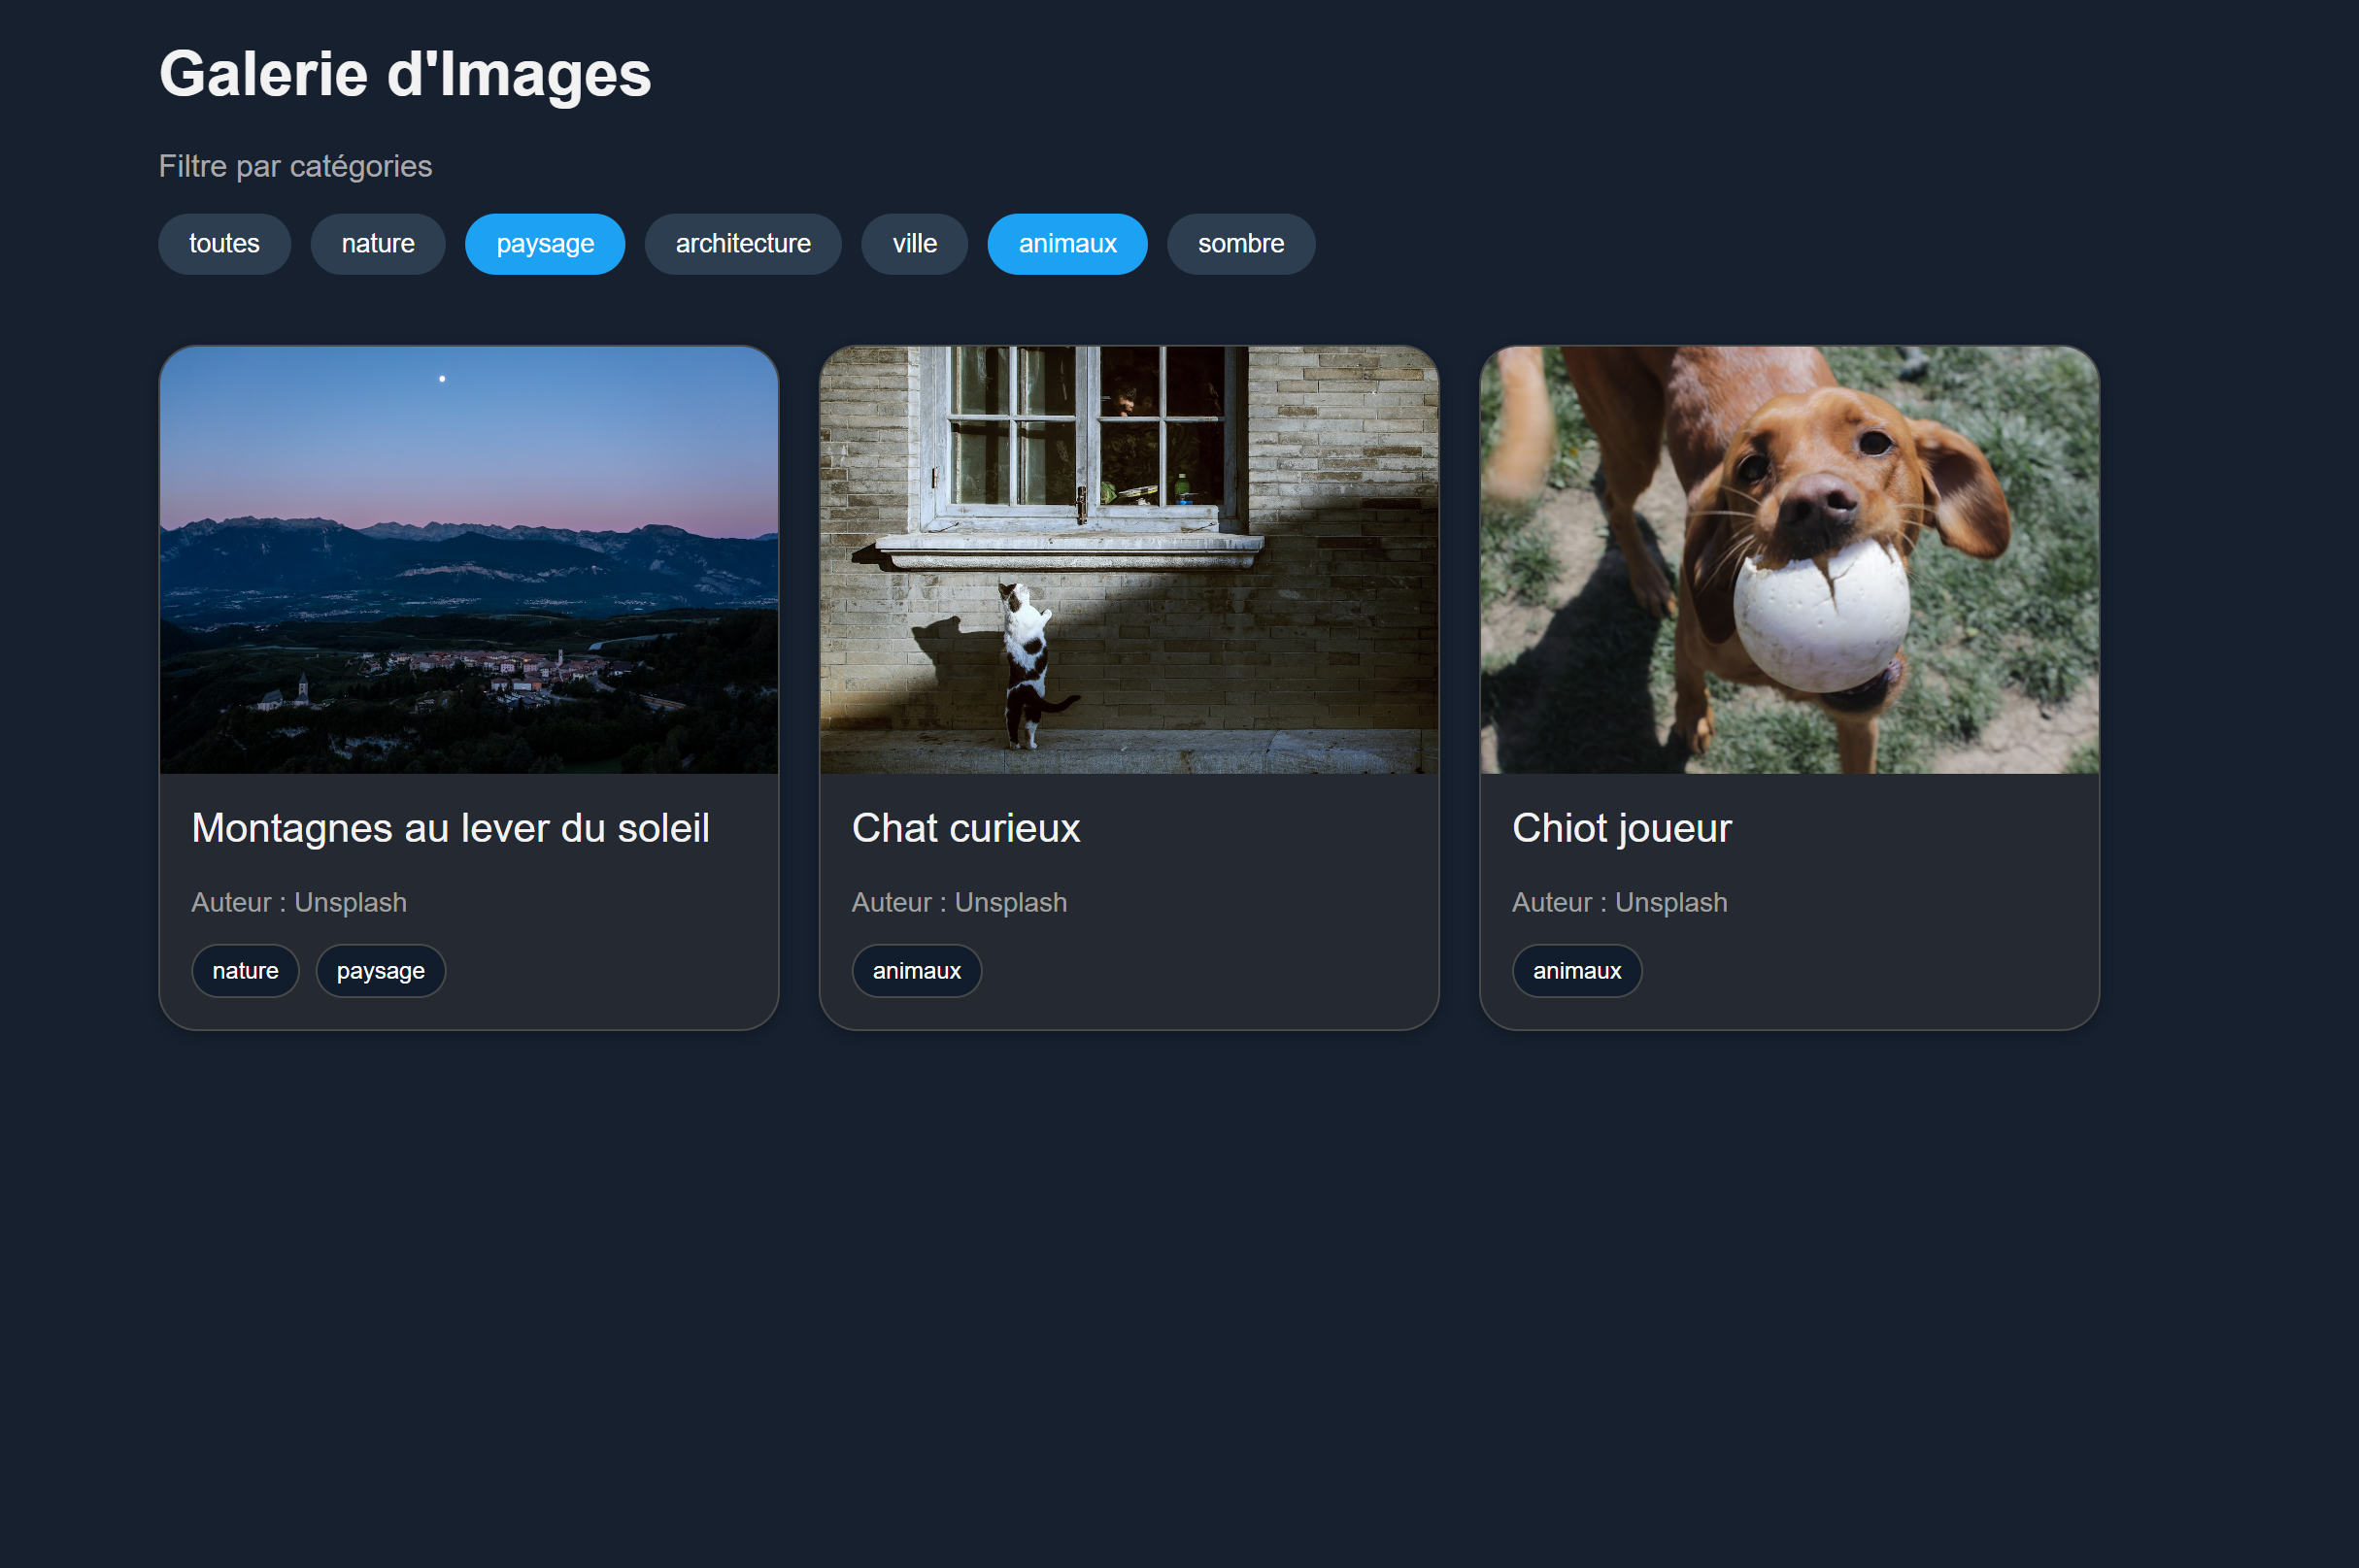 Galerie d'Images
Filtre par catégories
toutes nature paysage architecture ville animaux sombre
Montagnes au lever du soleil
Auteur : Unsplash
nature paysage
Chat curieux
Auteur : Unsplash
animaux
Chiot joueur
Auteur : Unsplash
animaux